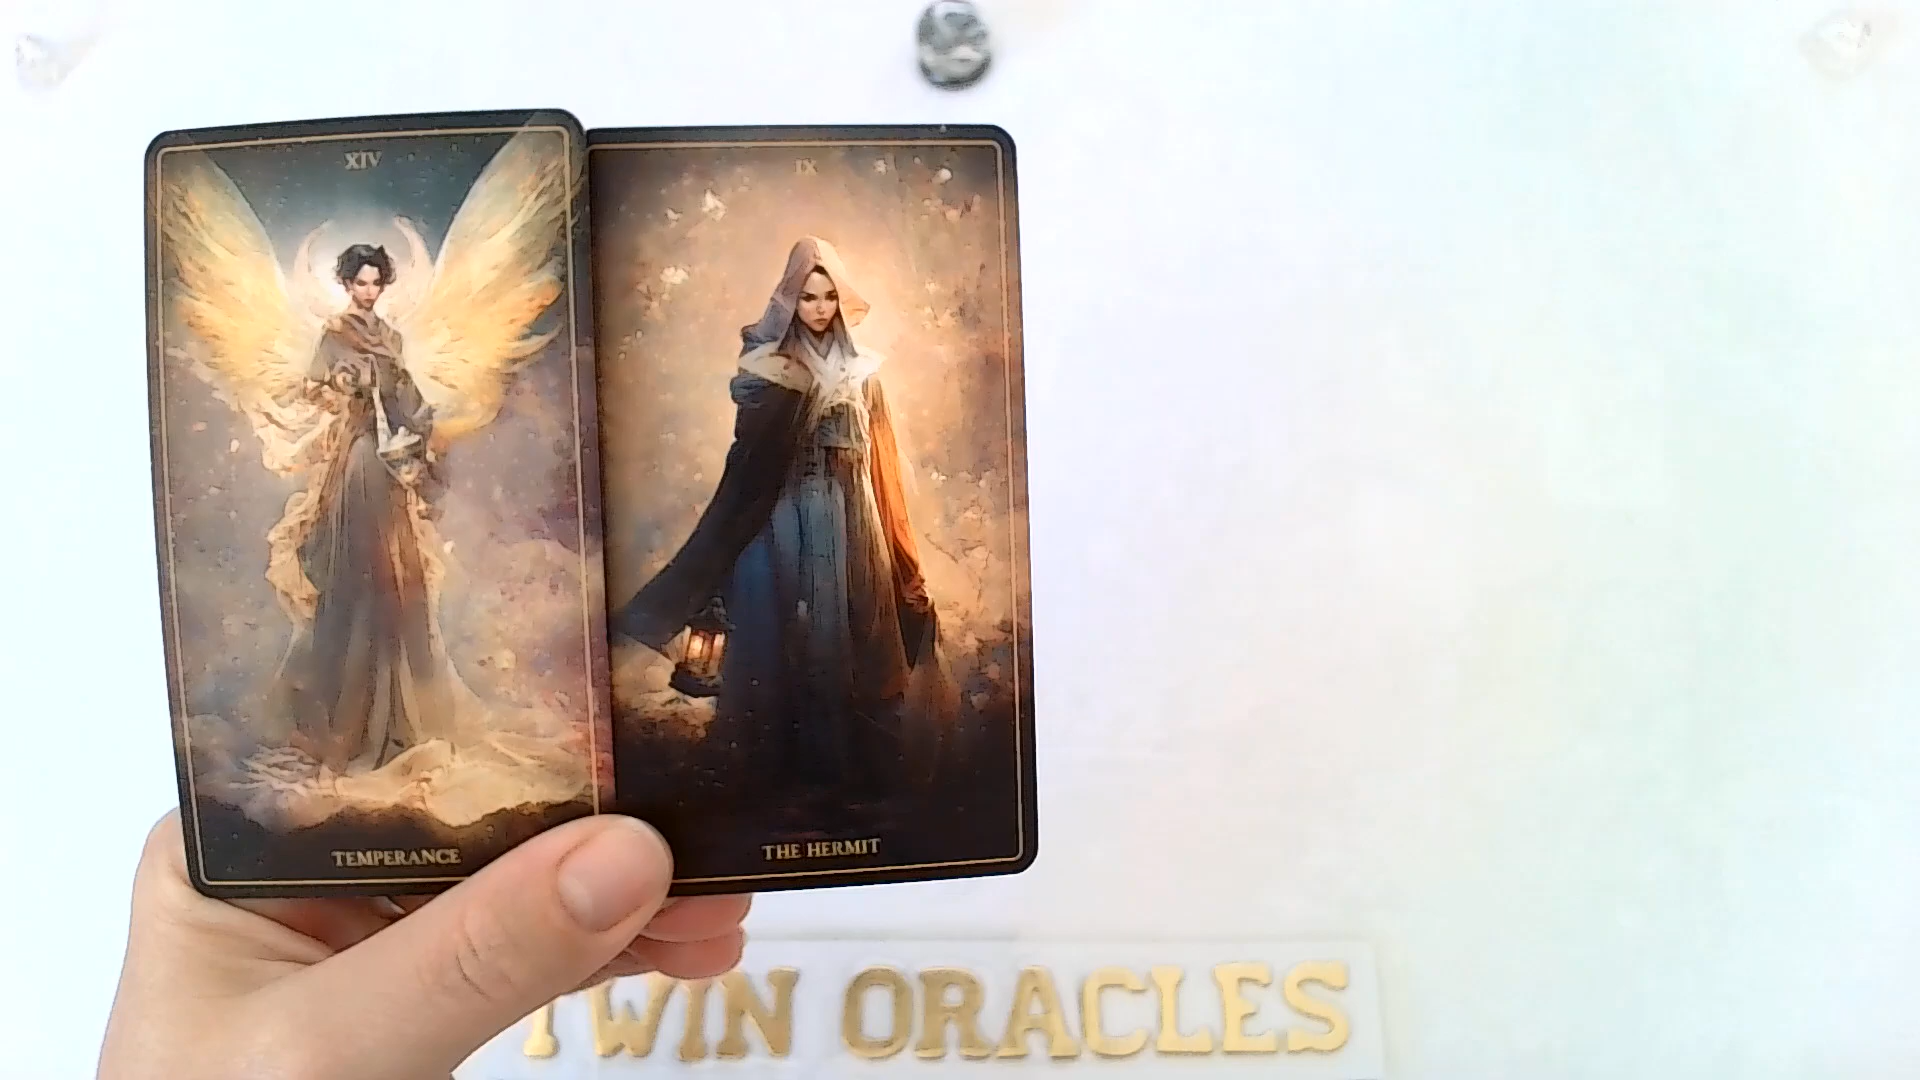 XIV
IX
TEMPERANCE
THE HERMIT
TWIN ORACLES